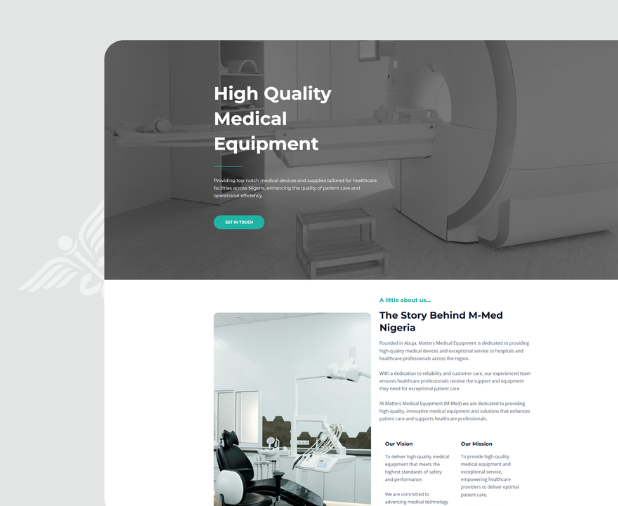 High Quality
Medical
Equipment
Providing top-notch medical devices and supplies tailored for healthcare
facilities across Nigeria, enhancing the quality of patient care and
operational efficiency.
GET IN TOUCH
A little about us...
The Story Behind M-Med
Nigeria
Founded in Abuja, Matters Medical Equipment is dedicated to providing
high-quality medical devices and exceptional service to hospitals and
healthcare professionals across the region.
With a dedication to reliability and customer care, our experienced team
ensures healthcare professionals receive the support and equipment
they need for exceptional patient care.
At Matters Medical Equipment (M-Med) we are dedicated to providing
high-quality, innovative medical equipment and solutions that enhances
patient care and supports healthcare professionals.
Our Vision
To deliver high-quality medical
equipment that meets the
highest standards of safety
and performance.
We are committed to
advancing medical technology
Our Mission
To provide high-quality
medical equipment and
exceptional service,
empowering healthcare
providers to deliver optimal
patient care.